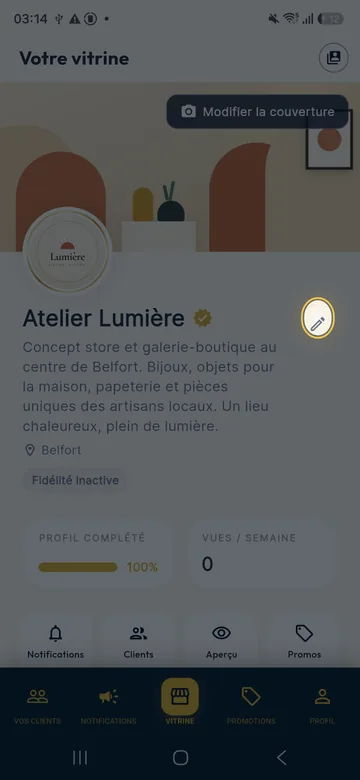 03:14
Votre vitrine
Modifier la couverture
Lumière
Atelier Lumière
Concept store et galerie-boutique au
centre de Belfort. Bijoux, objets pour
la maison, papeterie et pièces
uniques des artisans locaux. Un lieu
chaleureux, plein de lumière.
Belfort
Fidélité inactive
PROFIL COMPLÉTÉ
VUES / SEMAINE
100%
0
Notifications
Clients
Aperçu
Promos
VOS CLIENTS
NOTIFICATIONS
VITRINE
PROMOTIONS
PROFIL